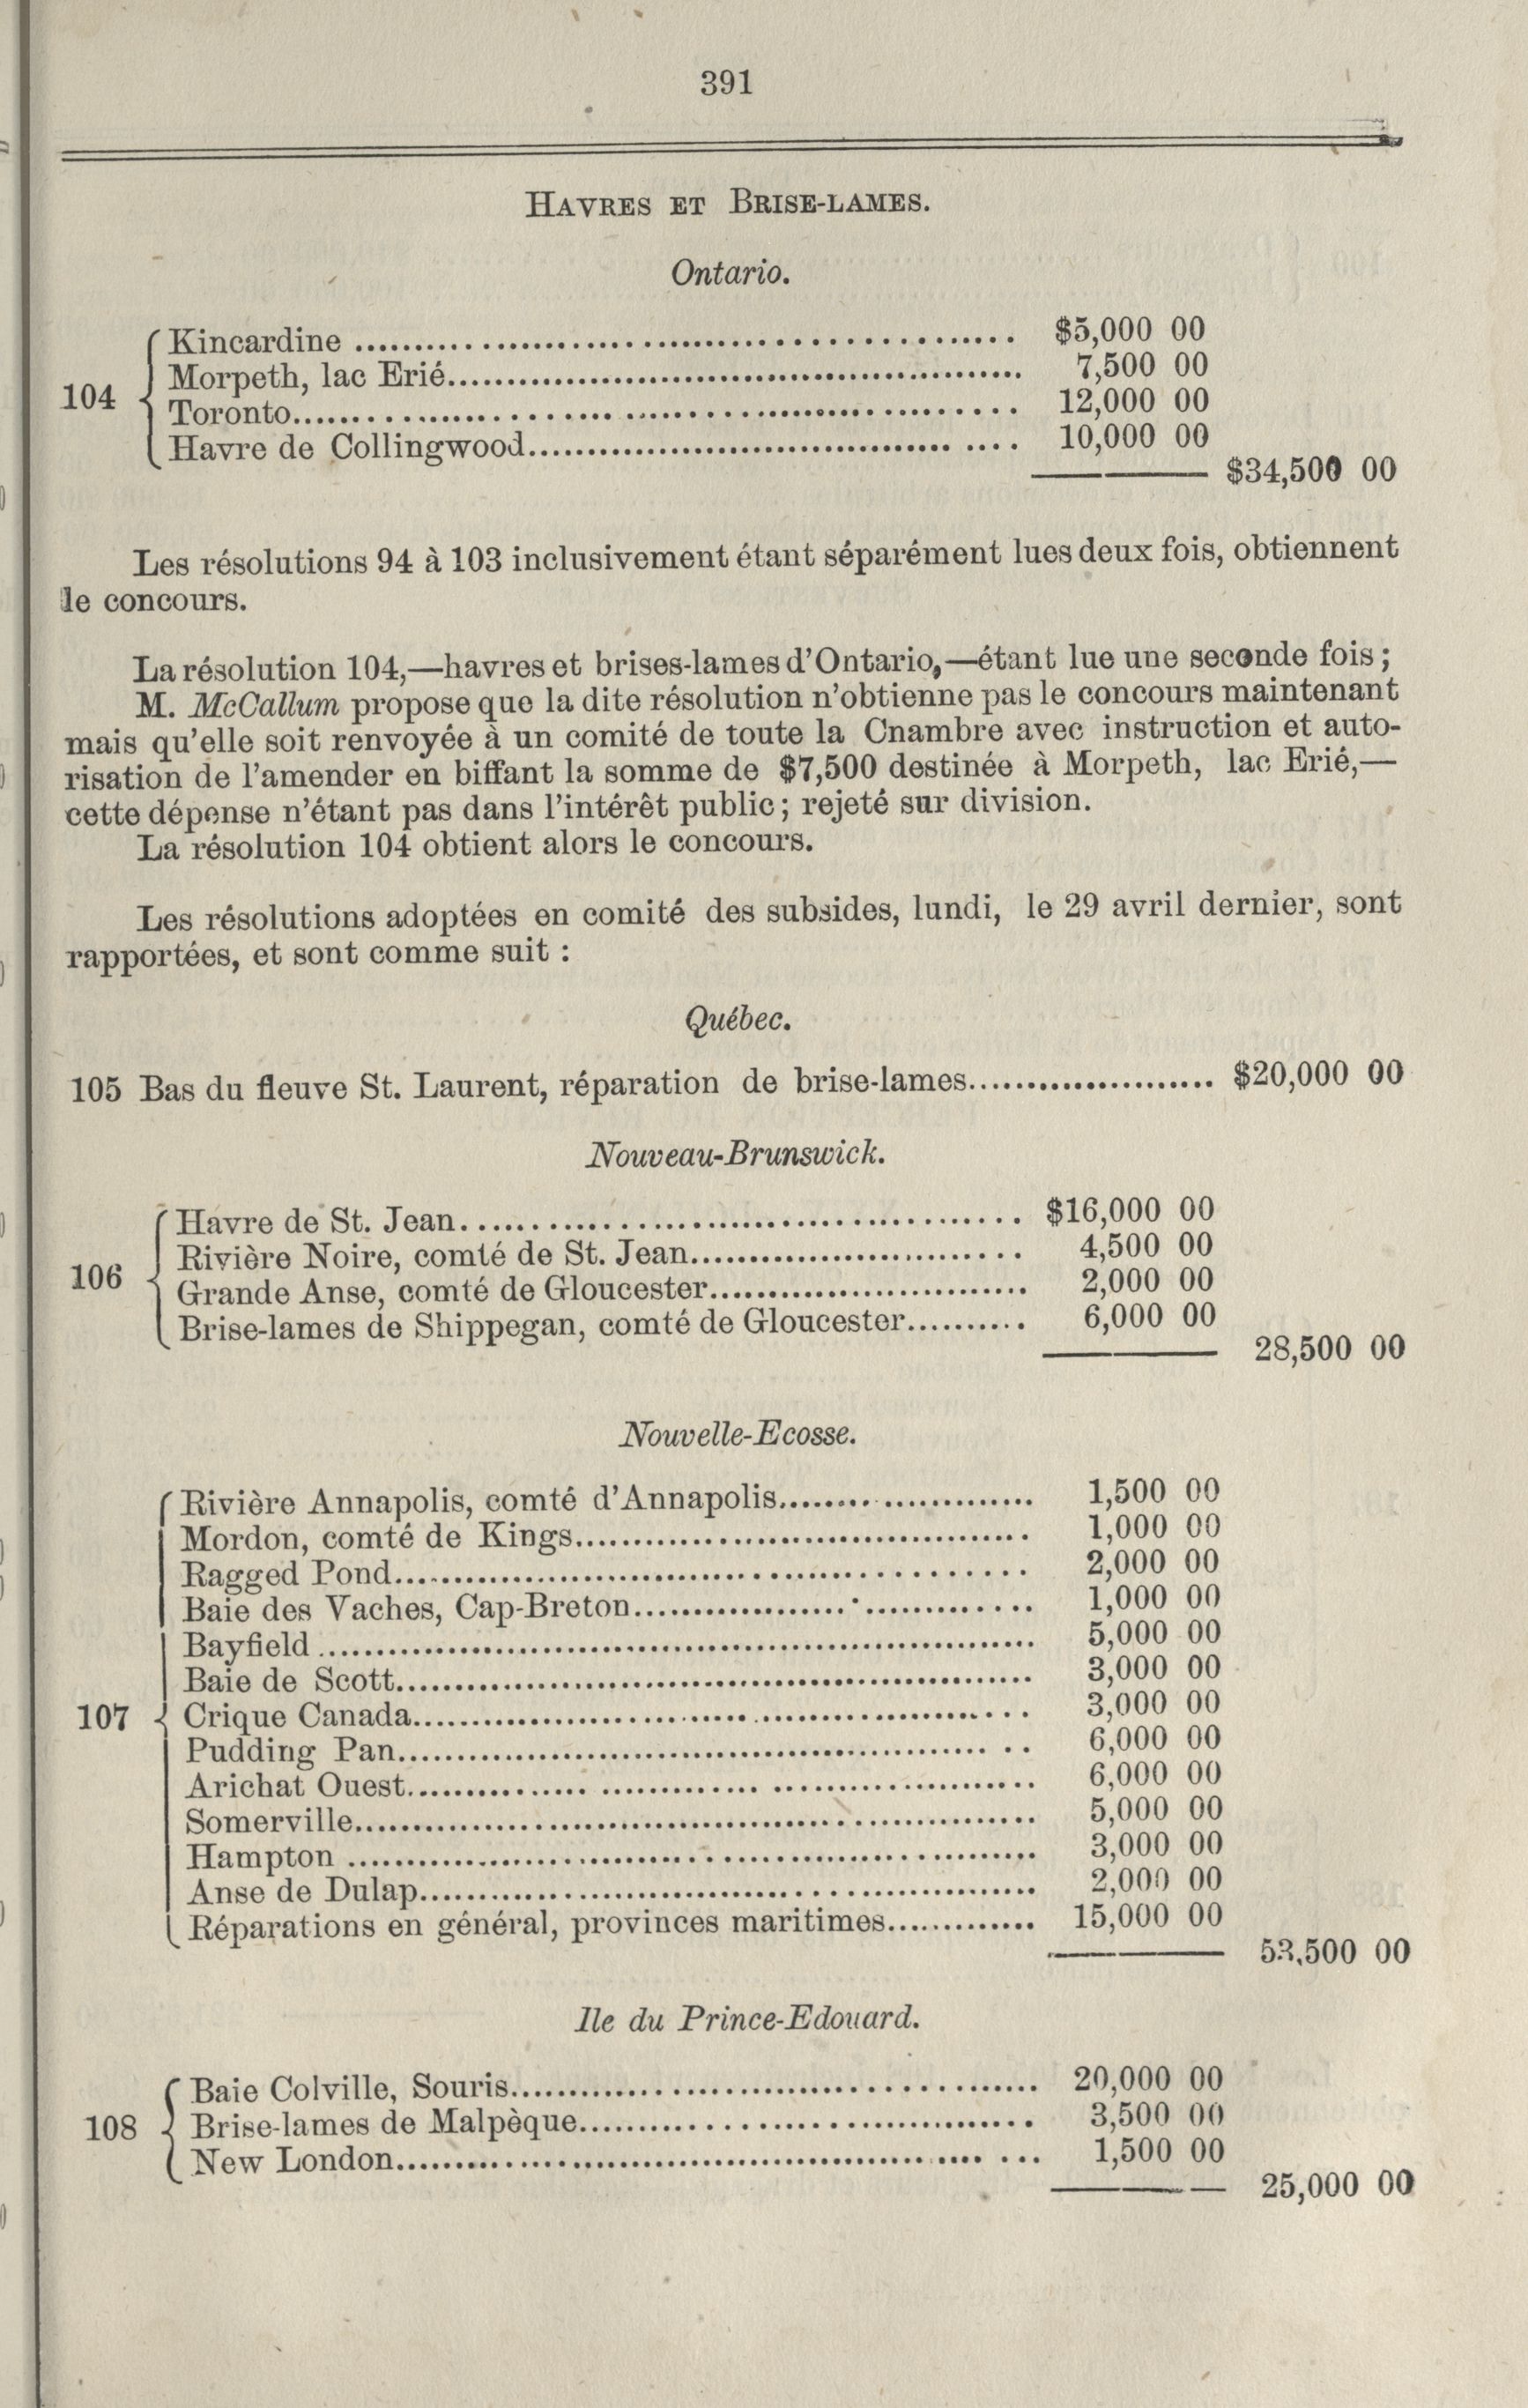 391
HAVRES ET BRISE-LAMES.
Ontario.
104
Kincardine ........................................ $5,000 00
Morpeth, lac Erié........................................ 7,500 00
Toronto........................................ 12,000 00
Havre de Collingwood........................................ 10,000 00
$34,500 00
Les résolutions 94 à 103 inclusivement étant séparément lues deux fois, obtiennent
le concours.
La résolution 104,—havres et brises-lames d'Ontario,—étant lue une seconde fois;
M. McCallum propose que la dite résolution n'obtienne pas le concours maintenant
mais qu'elle soit renvoyée à un comité de toute la Cnambre avec instruction et auto-
risation de l'amender en biffant la somme de $7,500 destinée à Morpeth, lac Erié,—
cette dépense n'étant pas dans l'intérêt public; rejeté sur division.
La résolution 104 obtient alors le concours.
Les résolutions adoptées en comité des subsides, lundi, le 29 avril dernier, sont
rapportées, et sont comme suit :
Québec.
105 Bas du fleuve St. Laurent, réparation de brise-lames.................... $20,000 00
Nouveau-Brunswick.
106
Havre de St. Jean........................................ $16,000 00
Rivière Noire, comté de St. Jean........................ 4,500 00
Grande Anse, comté de Gloucester........................ 2,000 00
Brise-lames de Shippegan, comté de Gloucester.......... 6,000 00
28,500 00
Nouvelle-Ecosse.
107
Rivière Annapolis, comté d'Annapolis.................... 1,500 00
Mordon, comté de Kings.............................. 1,000 00
Ragged Pond........................................ 2,000 00
Baie des Vaches, Cap-Breton.......................... 1,000 00
Bayfield ........................................ 5,000 00
Baie de Scott........................................ 3,000 00
Crique Canada........................................ 3,000 00
Pudding Pan........................................ 6,000 00
Arichat Ouest........................................ 6,000 00
Somerville........................................ 5,000 00
Hampton ........................................ 3,000 00
Anse de Dulap........................................ 2,000 00
Réparations en général, provinces maritimes............. 15,000 00
53,500 00
Ile du Prince-Edouard.
108
Baie Colville, Souris.................................... 20,000 00
Brise-lames de Malpèque.............................. 3,500 00
New London........................................ 1,500 00
25,000 00